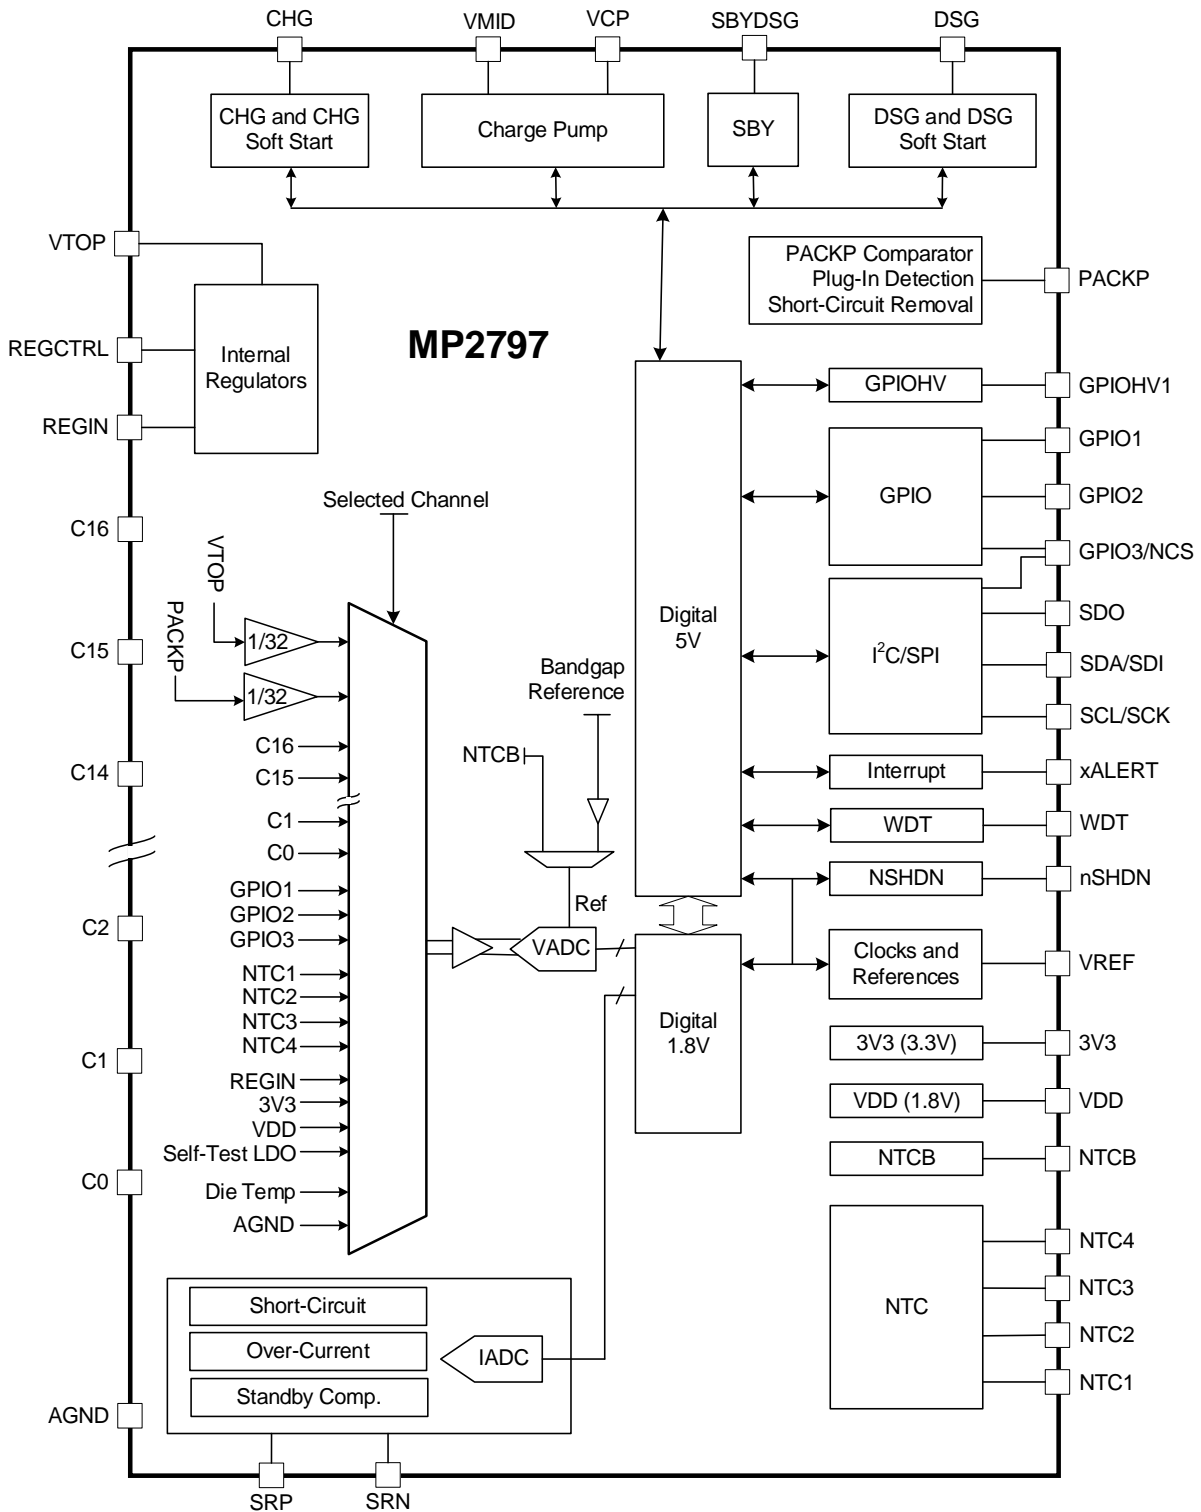 CHG
VMID
VCP
SBYDSG
DSG
CHG and CHG
Soft Start
Charge Pump
SBY
DSG and DSG
Soft Start
VTOP
REGCTRL
REGIN
Internal
Regulators
MP2797
PACKP Comparator
Plug-In Detection
Short-Circuit Removal
PACKP
GPIOHV
GPIOHV1
GPIO
GPIO1
GPIO2
GPIO3/NCS
I²C/SPI
SDO
SDA/SDI
SCL/SCK
Interrupt
xALERT
WDT
WDT
NSHDN
nSHDN
Clocks and
References
VREF
3V3 (3.3V)
3V3
VDD (1.8V)
VDD
NTCB
NTCB
NTC
NTC4
NTC3
NTC2
NTC1
Digital
5V
Digital
1.8V
C16
C15
C14
C2
C1
C0
AGND
Selected Channel
VTOP
PACKP
1/32
1/32
C16
C15
C1
C0
GPIO1
GPIO2
GPIO3
NTC1
NTC2
NTC3
NTC4
REGIN
3V3
VDD
Self-Test LDO
Die Temp
AGND
Bandgap
Reference
NTCB
Ref
VADC
Short-Circuit
Over-Current
Standby Comp.
IADC
SRP
SRN